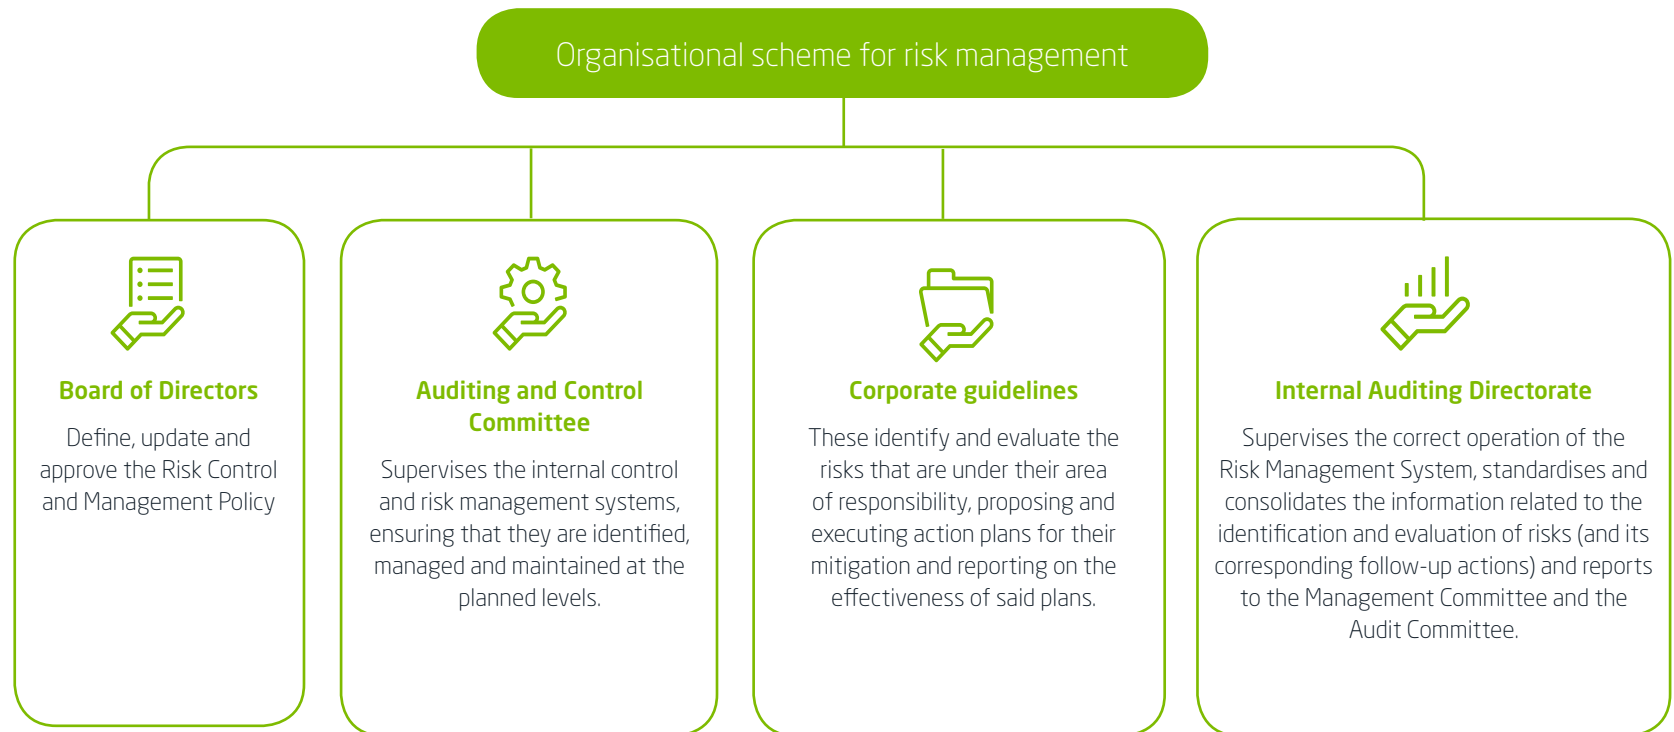 Organisational scheme for risk management
Board of Directors
Define, update and
approve the Risk Control
and Management Policy
Auditing and Control
Committee
Supervises the internal control
and risk management systems,
ensuring that they are identified,
managed and maintained at the
planned levels.
Corporate guidelines
These identify and evaluate the
risks that are under their area
of responsibility, proposing and
executing action plans for their
mitigation and reporting on the
effectiveness of said plans.
Internal Auditing Directorate
Supervises the correct operation of the
Risk Management System, standardises and
consolidates the information related to the
identification and evaluation of risks (and its
corresponding follow-up actions) and reports
to the Management Committee and the
Audit Committee.